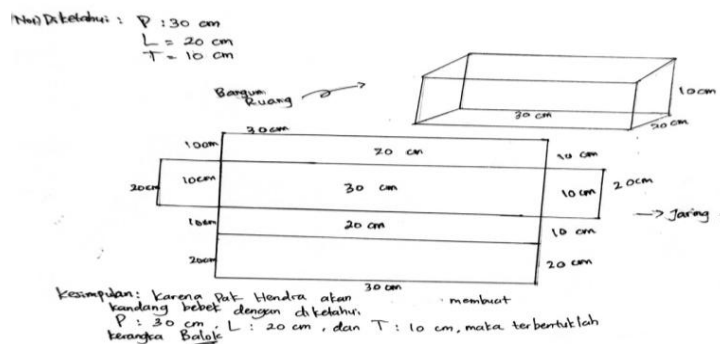 (No1) Diketahui : P : 30 cm
L = 20 cm
T = 10 cm
Bangun Ruang
10 cm
30 cm
20 cm
30 cm
10cm
20 cm
10 cm
20cm
10cm
30 cm
10 cm
20cm
→ Jaring
10cm
20 cm
10 cm
20cm
20 cm
30 cm
Kesimpulan: Karena Pak Hendra akan membuat
kandang bebek dengan diketahui
P : 30 cm, L : 20 cm, dan T : 10 cm, maka terbentuklah
kerangka Balok